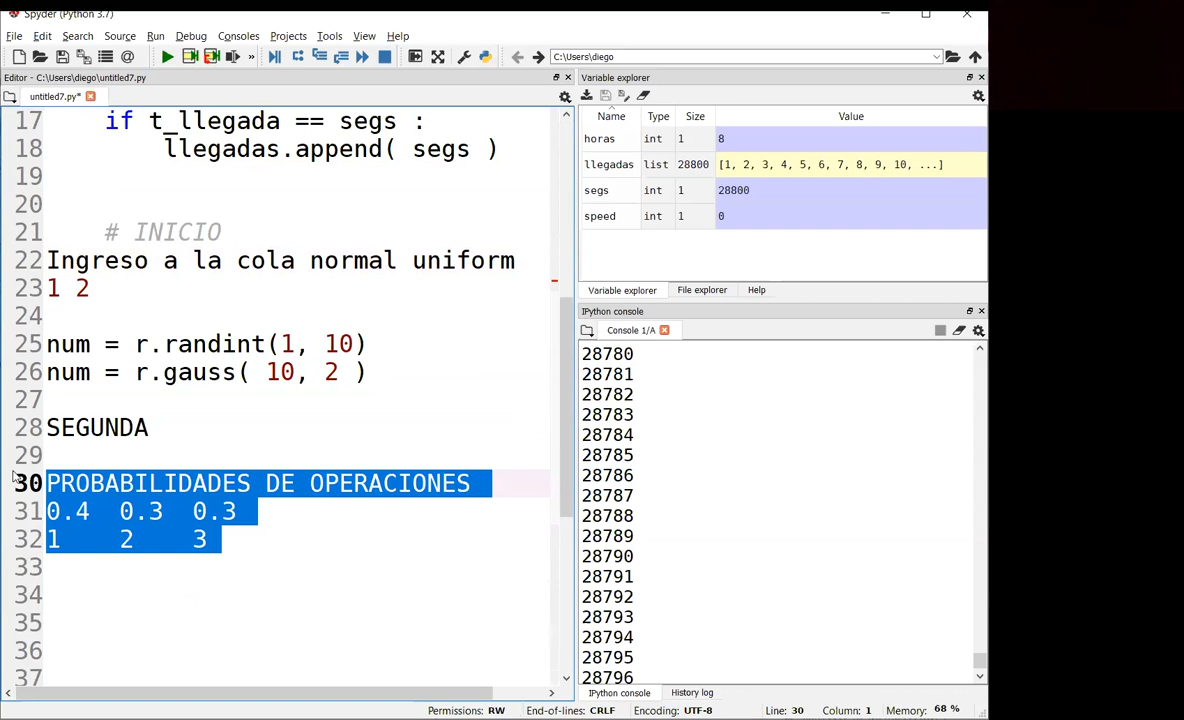 Spyder (Python 3.7)
File Edit Search Source Run Debug Consoles Projects Tools View Help
C:\Users\diego
Editor - C:\Users\diego\untitled7.py
untitled7.py*
17 if t_llegada == segs :
18 llegadas.append( segs )
19
20
21 # INICIO
22 Ingreso a la cola normal uniform
23 1 2
24
25 num = r.randint(1, 10)
26 num = r.gauss( 10, 2 )
27
28 SEGUNDA
29
30 PROBABILIDADES DE OPERACIONES
31 0.4 0.3 0.3
32 1 2 3
33
34
35
36
37
Variable explorer
Name Type Size Value
horas int 1 8
llegadas list 28800 [1, 2, 3, 4, 5, 6, 7, 8, 9, 10, ...]
segs int 1 28800
speed int 1 0
Variable explorer File explorer Help
IPython console
Console 1/A
28780
28781
28782
28783
28784
28785
28786
28787
28788
28789
28790
28791
28792
28793
28794
28795
28796
IPython console History log
Permissions: RW End-of-lines: CRLF Encoding: UTF-8 Line: 30 Column: 1 Memory: 68 %